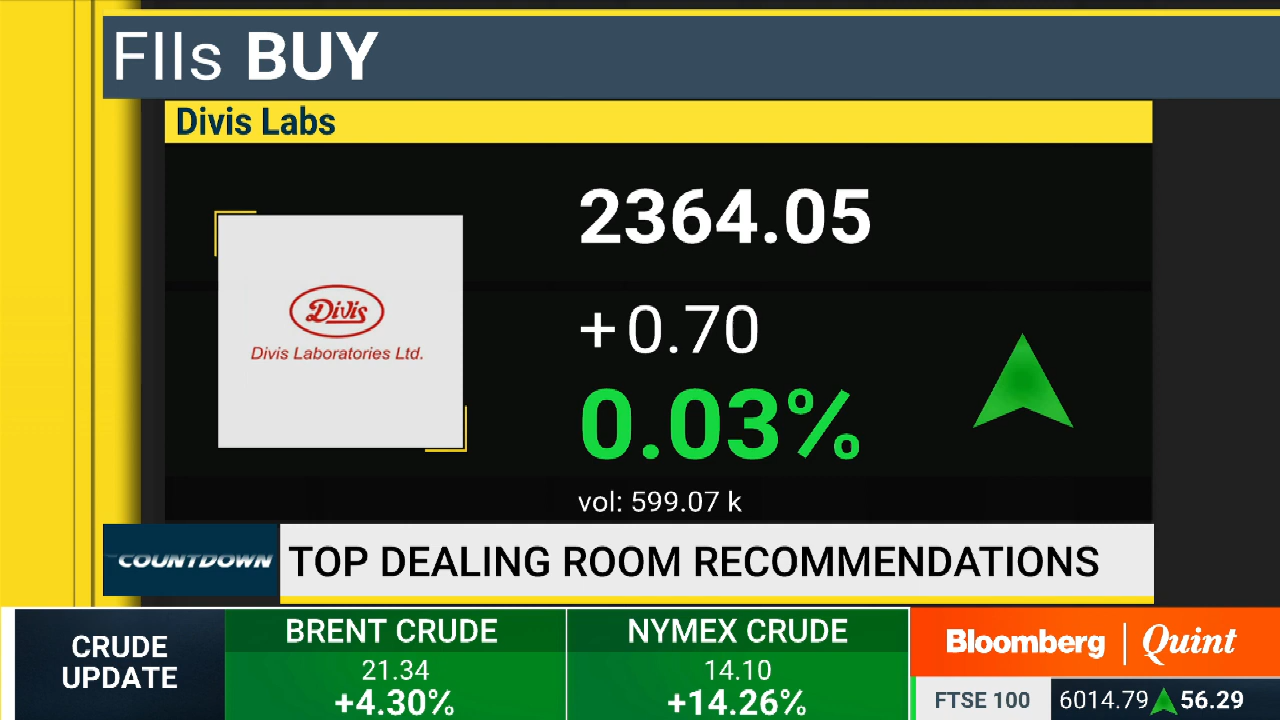 FIIs BUY
Divis Labs
2364.05
Divis
Divis Laboratories Ltd.
+0.70
0.03%
vol: 599.07 k
COUNTDOWN
TOP DEALING ROOM RECOMMENDATIONS
CRUDE
UPDATE
BRENT CRUDE
21.34
+4.30%
NYMEX CRUDE
14.10
+14.26%
Bloomberg | Quint
FTSE 100
6014.79 56.29